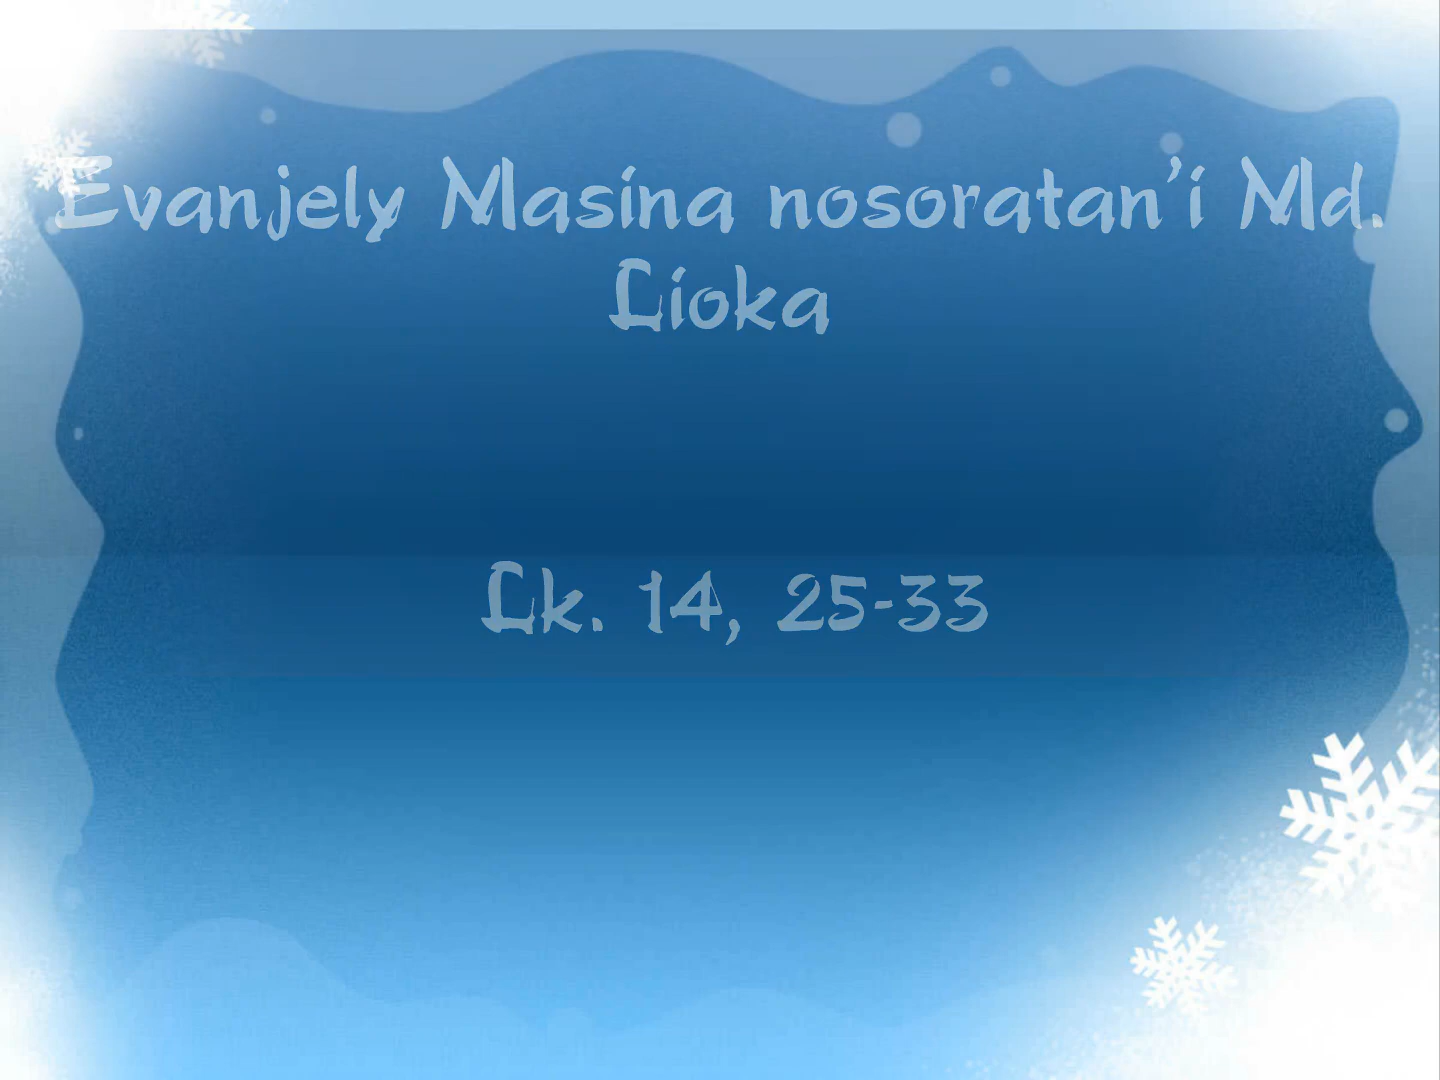 Evanjely Masina nosoratan’i Md.
Lioka
Lk. 14, 25-33